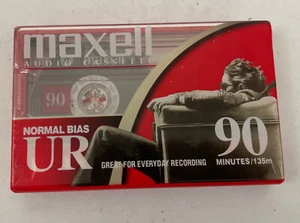 maxell
AUDIO CASSETTE
90
NORMAL BIAS
UR
GREAT FOR EVERYDAY RECORDING
90
MINUTES/135m